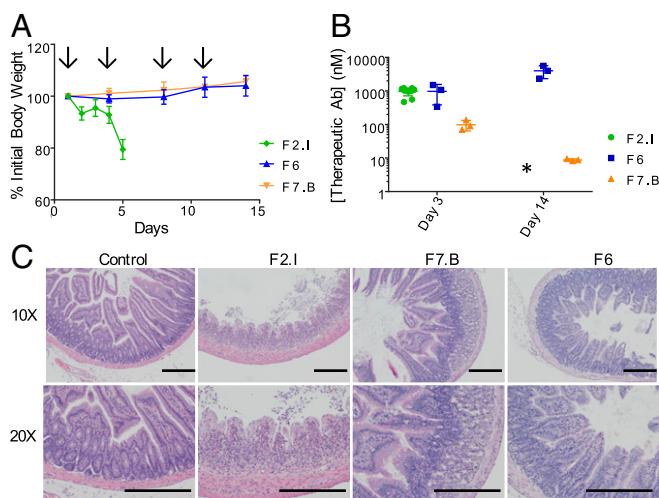 A
% Initial Body Weight
120
100
80
60
0
5
10
15
Days
F2.I
F6
F7.B
B
[Therapeutic Ab] (nM)
10000
1000
100
10
1
*
Day 3
Day 14
F2.I
F6
F7.B
C
Control
F2.I
F7.B
F6
10X
20X